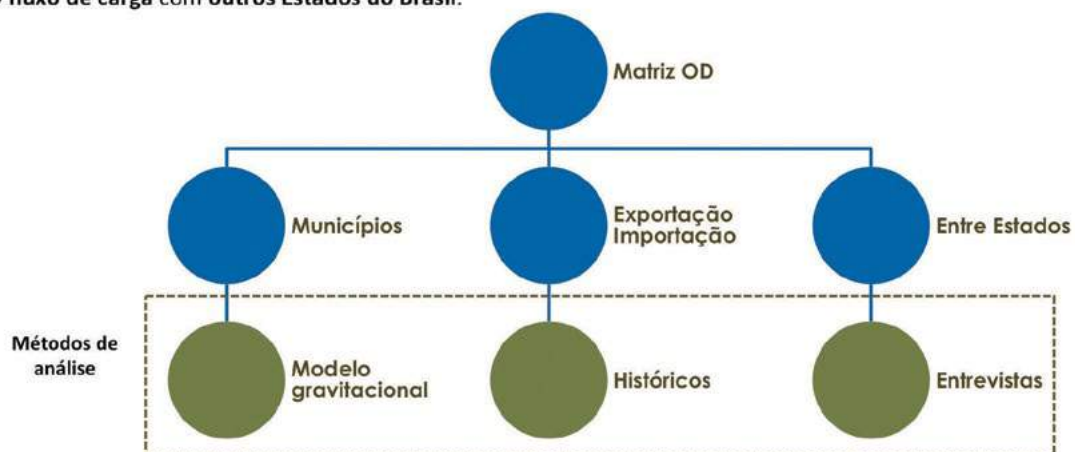 fluxo de carga com outros Estados do Brasil.
Matriz OD
Municípios
Exportação
Importação
Entre Estados
Métodos de
análise
Modelo
gravitacional
Históricos
Entrevistas